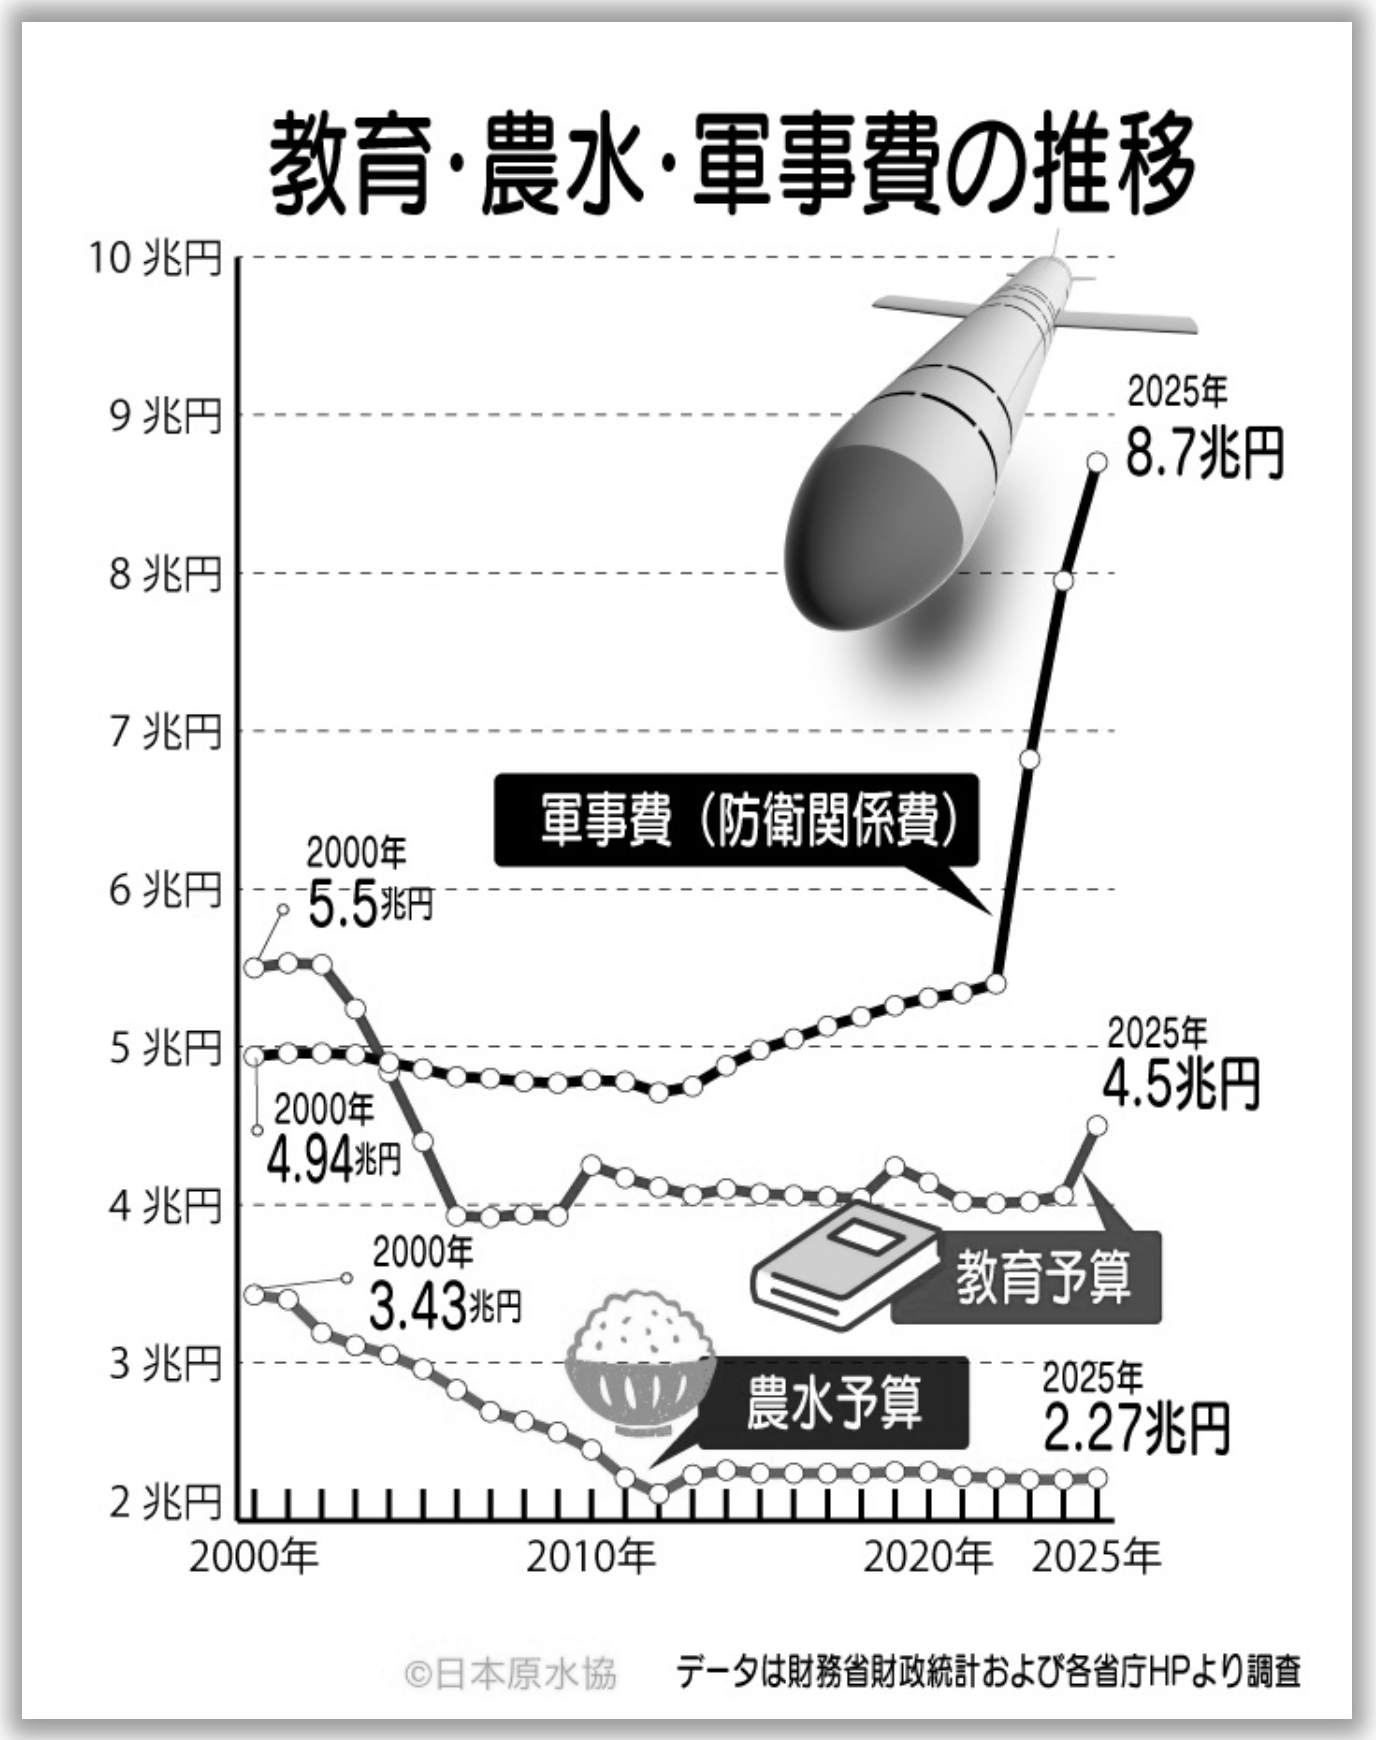 教育・農水・軍事費の推移
10 兆円
9 兆円
8 兆円
7 兆円
6 兆円
5 兆円
4 兆円
3 兆円
2 兆円
2025年
8.7兆円
軍事費（防衛関係費）
2000年
5.5兆円
2000年
4.94兆円
2025年
4.5兆円
教育予算
2000年
3.43兆円
農水予算
2025年
2.27兆円
2000年 2010年 2020年 2025年
©日本原水協
データは財務省財政統計および各省庁HPより調査